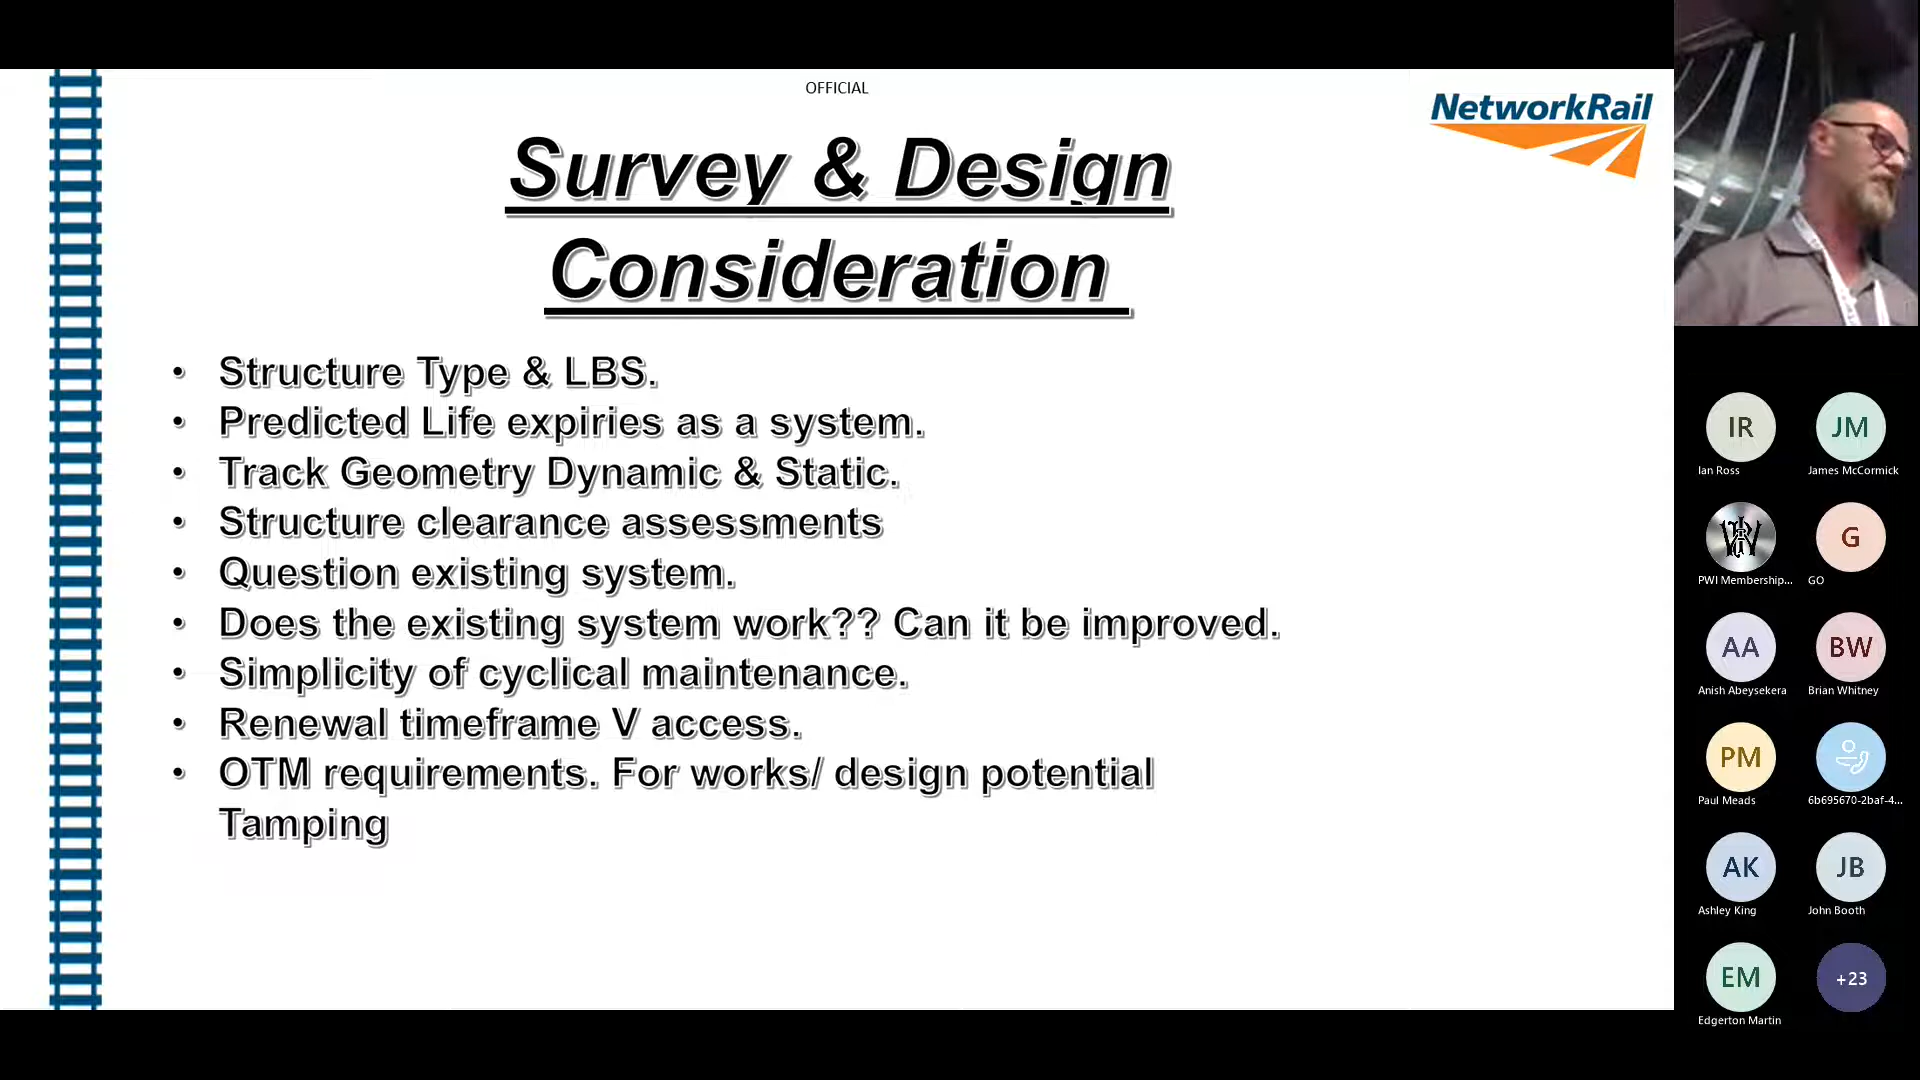 OFFICIAL
NetworkRail
Survey & Design
Consideration
• Structure Type & LBS.
• Predicted Life expiries as a system.
• Track Geometry Dynamic & Static.
• Structure clearance assessments
• Question existing system.
• Does the existing system work?? Can it be improved.
• Simplicity of cyclical maintenance.
• Renewal timeframe V access.
• OTM requirements. For works/ design potential
Tamping
IR
JM
Ian Ross
James McCormick
G
PWI Membership...
GO
AA
BW
Anish Abeysekera
Brian Whitney
PM
Paul Meads
6b695670-2baf-4...
AK
JB
Ashley King
John Booth
EM
+23
Edgerton Martin